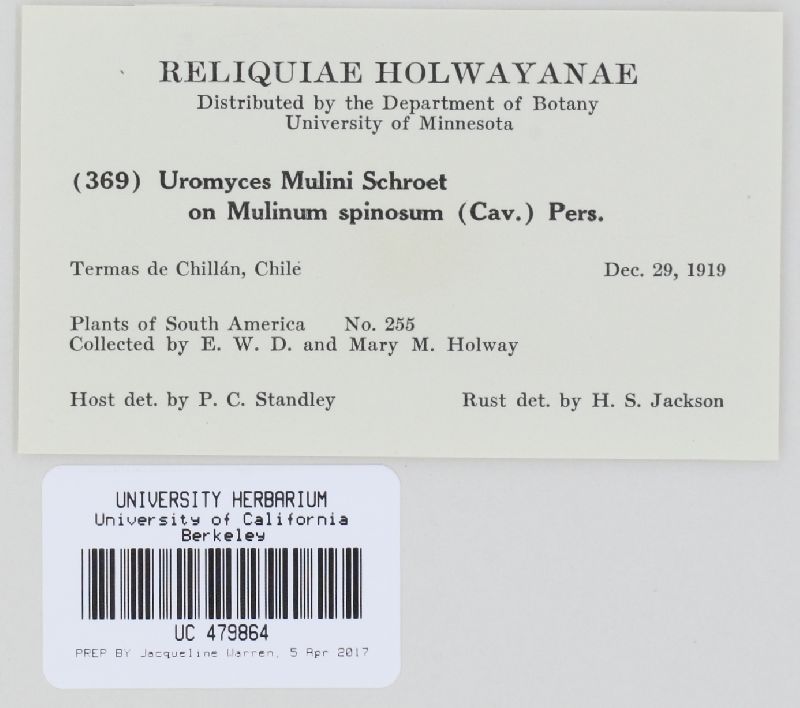 RELIQUIAE HOLWAYANAE
Distributed by the Department of Botany
University of Minnesota
(369) Uromyces Mulini Schroet
on Mulinum spinosum (Cav.) Pers.
Termas de Chillán, Chile Dec. 29, 1919
Plants of South America No. 255
Collected by E. W. D. and Mary M. Holway
Host det. by P. C. Standley Rust det. by H. S. Jackson
UNIVERSITY HERBARIUM
University of California
Berkeley
UC 479864
PREP BY Jacqueline Warren, 5 Apr 2017